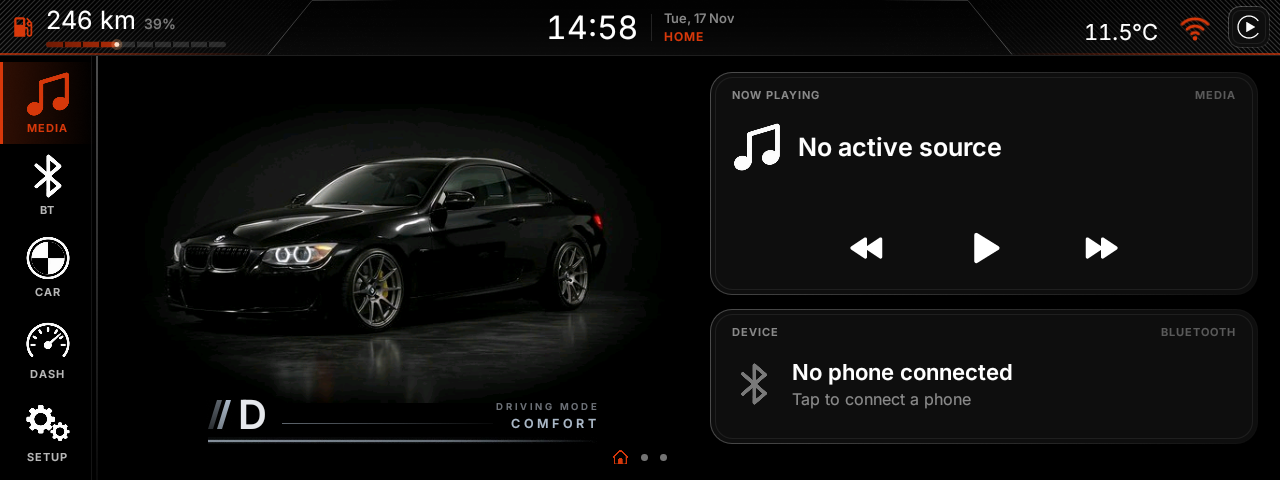 246 km 39%
14:58
Tue, 17 Nov
HOME
11.5°C
MEDIA
BT
CAR
DASH
SETUP
D
DRIVING MODE
COMFORT
NOW PLAYING
MEDIA
No active source
DEVICE
BLUETOOTH
No phone connected
Tap to connect a phone